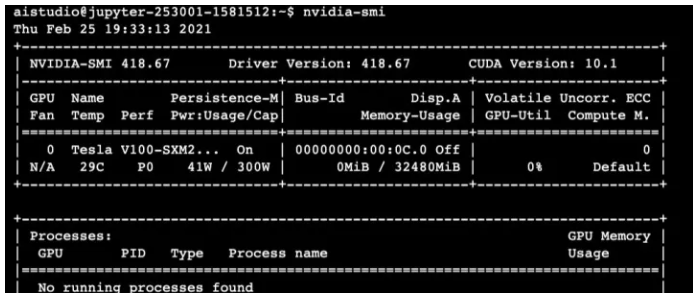 aistudio@jupyter-253001-1581512:~$ nvidia-smi
Thu Feb 25 19:33:13 2021
+-----------------------------------------------------------------------------+
| NVIDIA-SMI 418.67       Driver Version: 418.67       CUDA Version: 10.1     |
|-------------------------------+----------------------+----------------------+
| GPU  Name        Persistence-M| Bus-Id        Disp.A | Volatile Uncorr. ECC |
| Fan  Temp  Perf  Pwr:Usage/Cap|         Memory-Usage | GPU-Util  Compute M. |
|===============================+======================+======================|
|   0  Tesla V100-SXM2...  On   | 00000000:00:0C.0 Off |                    0 |
| N/A   29C    P0    41W / 300W |      0MiB / 32480MiB |      0%      Default |
+-------------------------------+----------------------+----------------------+

+-----------------------------------------------------------------------------+
| Processes:                                                       GPU Memory |
|  GPU       PID   Type   Process name                             Usage      |
|=============================================================================|
|  No running processes found